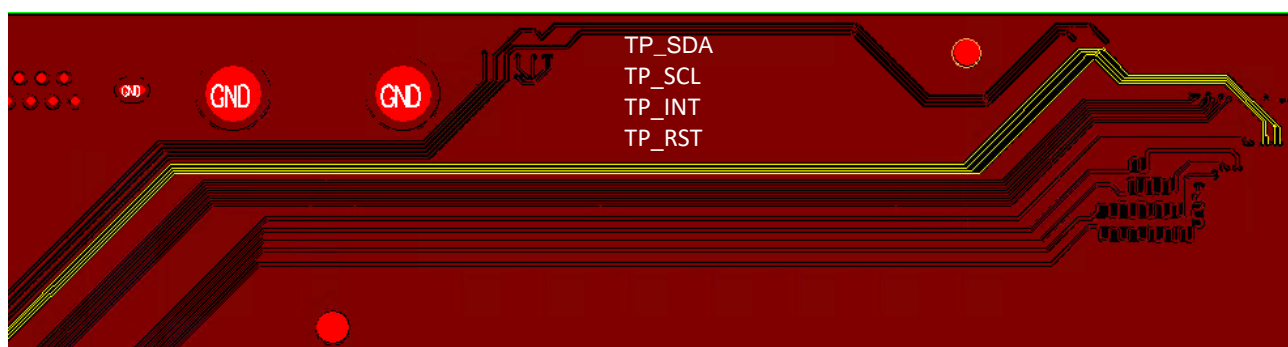 TP_SDA
TP_SCL
TP_INT
TP_RST
GND
GND
GND